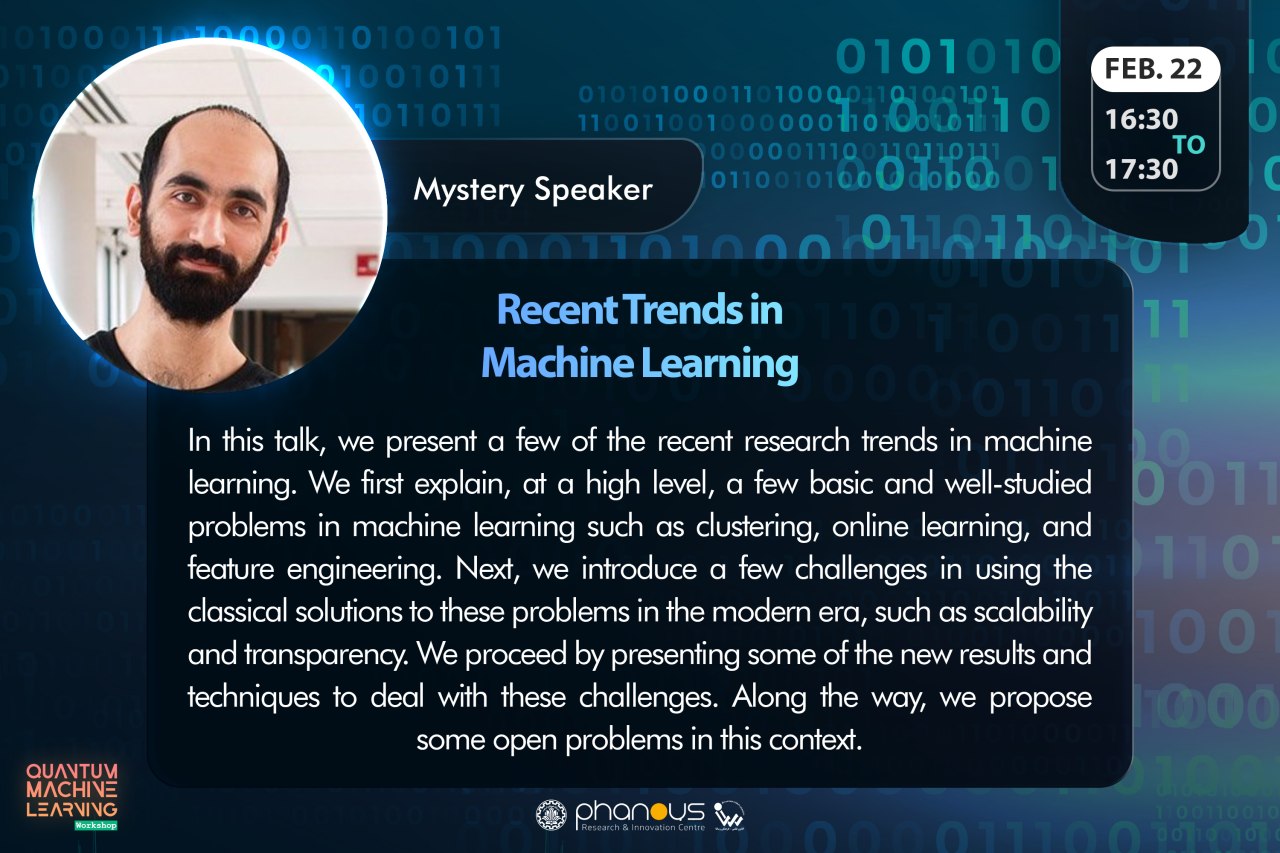 FEB. 22
16:30
TO
17:30
Mystery Speaker
Recent Trends in
Machine Learning
In this talk, we present a few of the recent research trends in machine
learning. We first explain, at a high level, a few basic and well-studied
problems in machine learning such as clustering, online learning, and
feature engineering. Next, we introduce a few challenges in using the
classical solutions to these problems in the modern era, such as scalability
and transparency. We proceed by presenting some of the new results and
techniques to deal with these challenges. Along the way, we propose
some open problems in this context.
QUANTUM
MACHINE
LEARNING
Workshop
phanous
Research & Innovation Centre